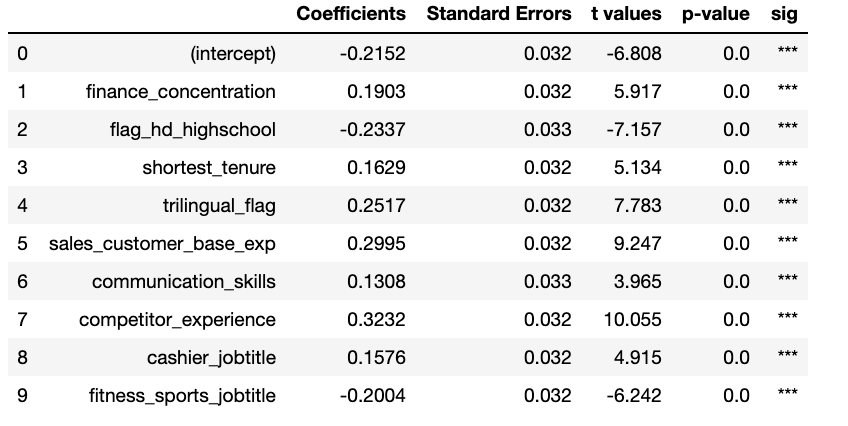 Coefficients Standard Errors t values p-value sig
0 (intercept) -0.2152 0.032 -6.808 0.0 ***
1 finance_concentration 0.1903 0.032 5.917 0.0 ***
2 flag_hd_highschool -0.2337 0.033 -7.157 0.0 ***
3 shortest_tenure 0.1629 0.032 5.134 0.0 ***
4 trilingual_flag 0.2517 0.032 7.783 0.0 ***
5 sales_customer_base_exp 0.2995 0.032 9.247 0.0 ***
6 communication_skills 0.1308 0.033 3.965 0.0 ***
7 competitor_experience 0.3232 0.032 10.055 0.0 ***
8 cashier_jobtitle 0.1576 0.032 4.915 0.0 ***
9 fitness_sports_jobtitle -0.2004 0.032 -6.242 0.0 ***